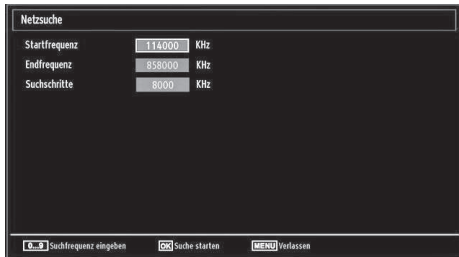 Netzsuche
Startfrequenz 114000 KHz
Endfrequenz 858000 KHz
Suchschritte 8000 KHz
0...9 Suchfrequenz eingeben OK Suche starten MENU Verlassen